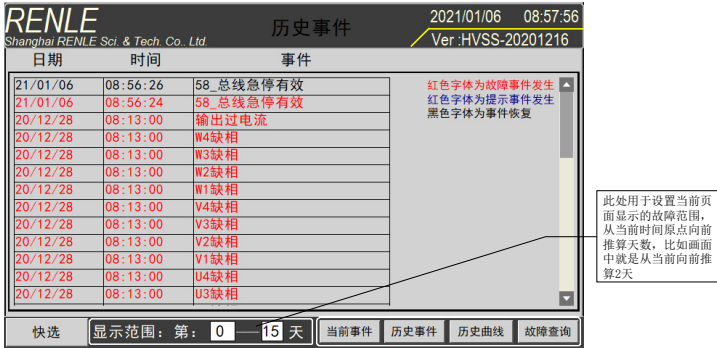 RENLE
Shanghai RENLE Sci. & Tech. Co., Ltd.
历史事件
2021/01/06 08:57:56
Ver :HVSS-20201216
日期 时间 事件
21/01/06 08:56:26 58_总线急停有效
21/01/06 08:56:24 58_总线急停有效
20/12/28 08:13:00 输出过电流
20/12/28 08:13:00 W4缺相
20/12/28 08:13:00 W3缺相
20/12/28 08:13:00 W2缺相
20/12/28 08:13:00 W1缺相
20/12/28 08:13:00 V4缺相
20/12/28 08:13:00 V3缺相
20/12/28 08:13:00 V2缺相
20/12/28 08:13:00 V1缺相
20/12/28 08:13:00 U4缺相
20/12/28 08:13:00 U3缺相
红色字体为故障事件发生
红色字体为提示事件发生
黑色字体为事件恢复
快选 显示范围: 第: 0 —15 天 当前事件 历史事件 历史曲线 故障查询
此处用于设置当前页
面显示的故障范围,
从当前时间原点向前
推算天数, 比如画面
中就是从当前向前推
算2天